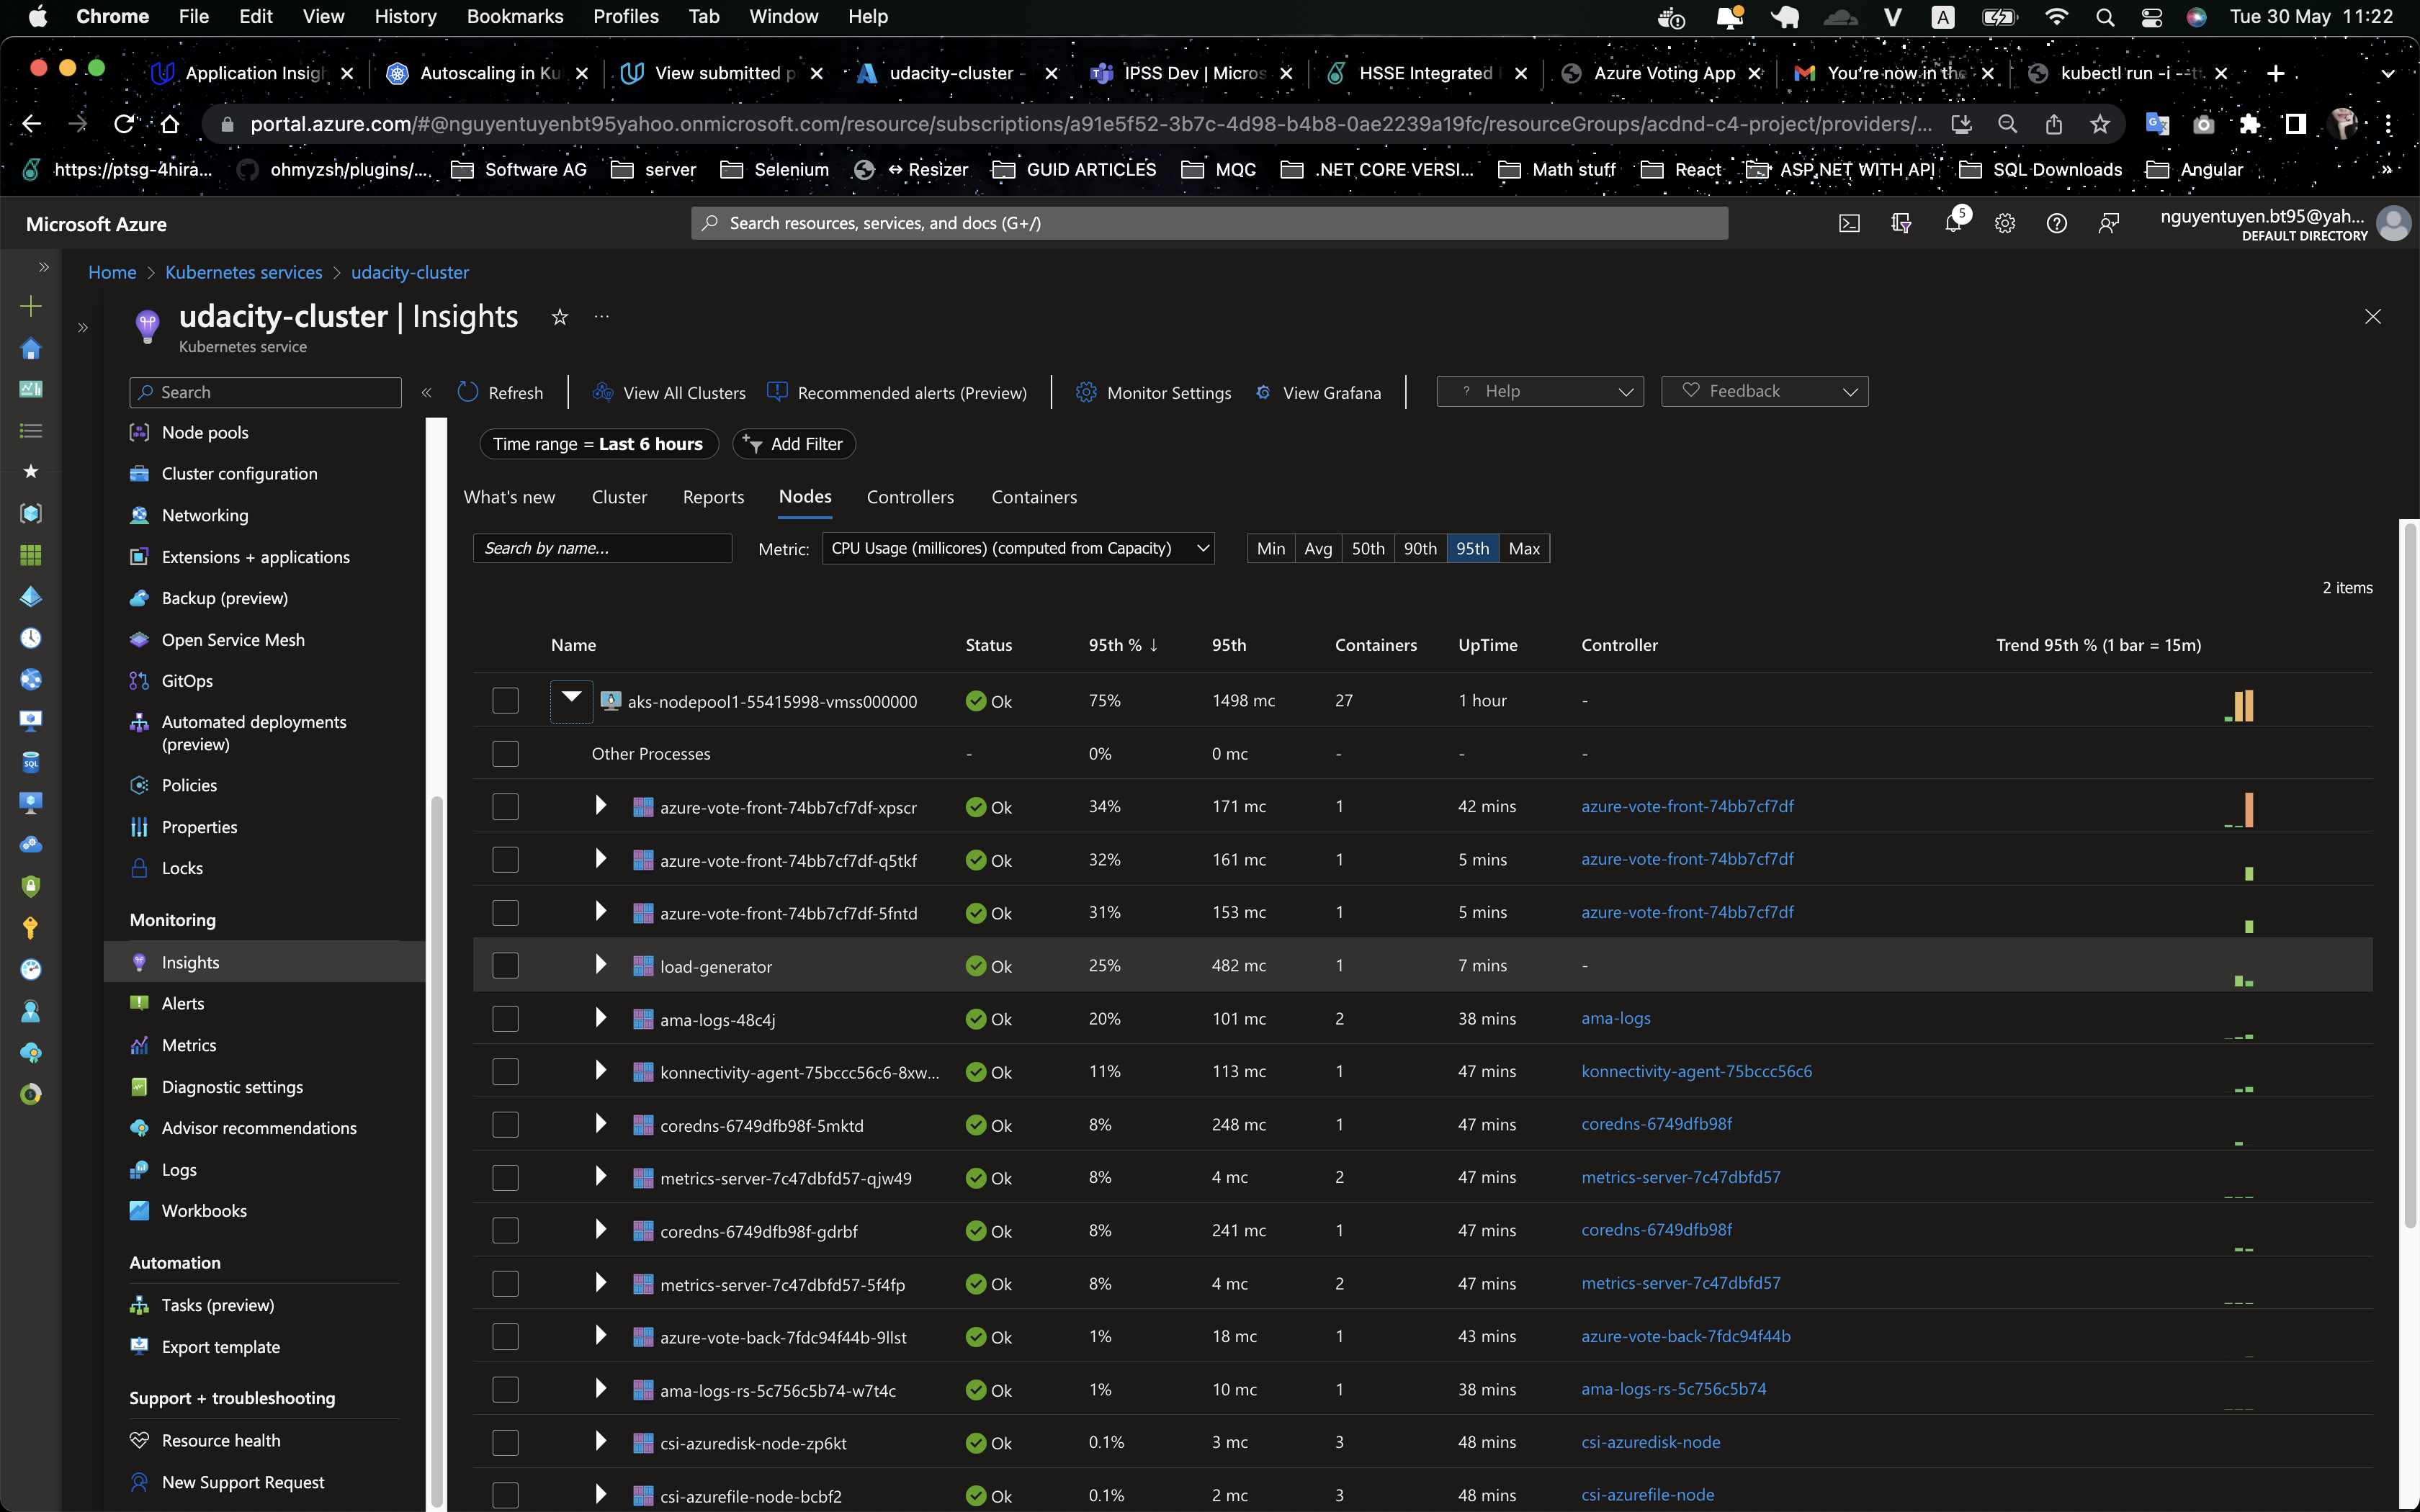 Chrome File Edit View History Bookmarks Profiles Tab Window Help
V A Tue 30 May 11:22
Application Insigh Autoscaling in Ku View submitted p udacity-cluster - IPSS Dev | Micros HSSE Integrated Azure Voting App You're now in the kubectl run -i --tt
portal.azure.com/#@nguyentuyenbt95yahoo.onmicrosoft.com/resource/subscriptions/a91e5f52-3b7c-4d98-b4b8-0ae2239a19fc/resourceGroups/acdnd-c4-project/providers/...
https://ptsg-4hira... ohmyzsh/plugins/... Software AG server Selenium ↔ Resizer GUID ARTICLES MQC .NET CORE VERSI... Math stuff React ASP.NET WITH API SQL Downloads Angular »
Microsoft Azure
Search resources, services, and docs (G+/)
5
nguyentuyen.bt95@yah...
DEFAULT DIRECTORY
Home > Kubernetes services > udacity-cluster
udacity-cluster | Insights
Kubernetes service
Search
Refresh View All Clusters Recommended alerts (Preview) Monitor Settings View Grafana ? Help Feedback
Node pools
Cluster configuration
Networking
Extensions + applications
Backup (preview)
Open Service Mesh
GitOps
Automated deployments
(preview)
Policies
Properties
Locks
Monitoring
Insights
Alerts
Metrics
Diagnostic settings
Advisor recommendations
Logs
Workbooks
Automation
Tasks (preview)
Export template
Support + troubleshooting
Resource health
New Support Request
Time range = Last 6 hours Add Filter
What's new Cluster Reports Nodes Controllers Containers
Search by name... Metric: CPU Usage (millicores) (computed from Capacity) Min Avg 50th 90th 95th Max
2 items
Name Status 95th % ↓ 95th Containers UpTime Controller Trend 95th % (1 bar = 15m)
aks-nodepool1-55415998-vmss000000 Ok 75% 1498 mc 27 1 hour -
Other Processes - 0% 0 mc - - -
azure-vote-front-74bb7cf7df-xpscr Ok 34% 171 mc 1 42 mins azure-vote-front-74bb7cf7df
azure-vote-front-74bb7cf7df-q5tkf Ok 32% 161 mc 1 5 mins azure-vote-front-74bb7cf7df
azure-vote-front-74bb7cf7df-5fntd Ok 31% 153 mc 1 5 mins azure-vote-front-74bb7cf7df
load-generator Ok 25% 482 mc 1 7 mins -
ama-logs-48c4j Ok 20% 101 mc 2 38 mins ama-logs
konnectivity-agent-75bccc56c6-8xw... Ok 11% 113 mc 1 47 mins konnectivity-agent-75bccc56c6
coredns-6749dfb98f-5mktd Ok 8% 248 mc 1 47 mins coredns-6749dfb98f
metrics-server-7c47dbfd57-qjw49 Ok 8% 4 mc 2 47 mins metrics-server-7c47dbfd57
coredns-6749dfb98f-gdrbf Ok 8% 241 mc 1 47 mins coredns-6749dfb98f
metrics-server-7c47dbfd57-5f4fp Ok 8% 4 mc 2 47 mins metrics-server-7c47dbfd57
azure-vote-back-7fdc94f44b-9llst Ok 1% 18 mc 1 43 mins azure-vote-back-7fdc94f44b
ama-logs-rs-5c756c5b74-w7t4c Ok 1% 10 mc 1 38 mins ama-logs-rs-5c756c5b74
csi-azuredisk-node-zp6kt Ok 0.1% 3 mc 3 48 mins csi-azuredisk-node
csi-azurefile-node-bcbf2 Ok 0.1% 2 mc 3 48 mins csi-azurefile-node